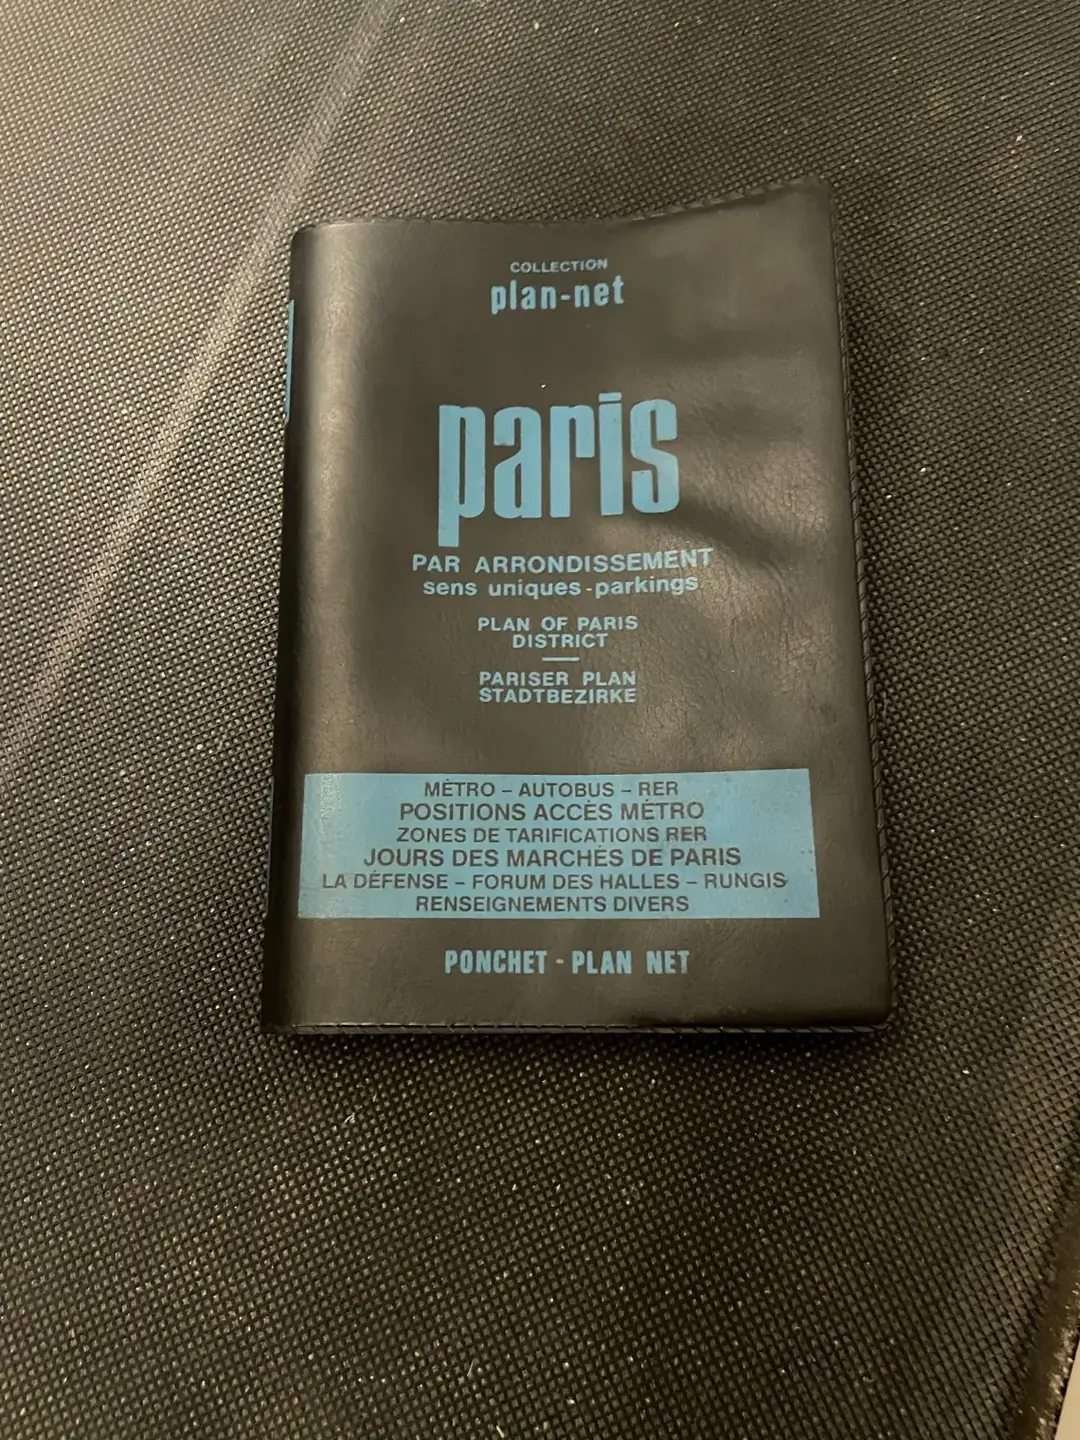 COLLECTION
plan-net
paris
PAR ARRONDISSEMENT
sens uniques-parkings
PLAN OF PARIS
DISTRICT
PARISER PLAN
STADTBEZIRKE
MÉTRO – AUTOBUS – RER
POSITIONS ACCÈS MÉTRO
ZONES DE TARIFICATIONS RER
JOURS DES MARCHÉS DE PARIS
LA DÉFENSE – FORUM DES HALLES – RUNGIS
RENSEIGNEMENTS DIVERS
PONCHET - PLAN NET